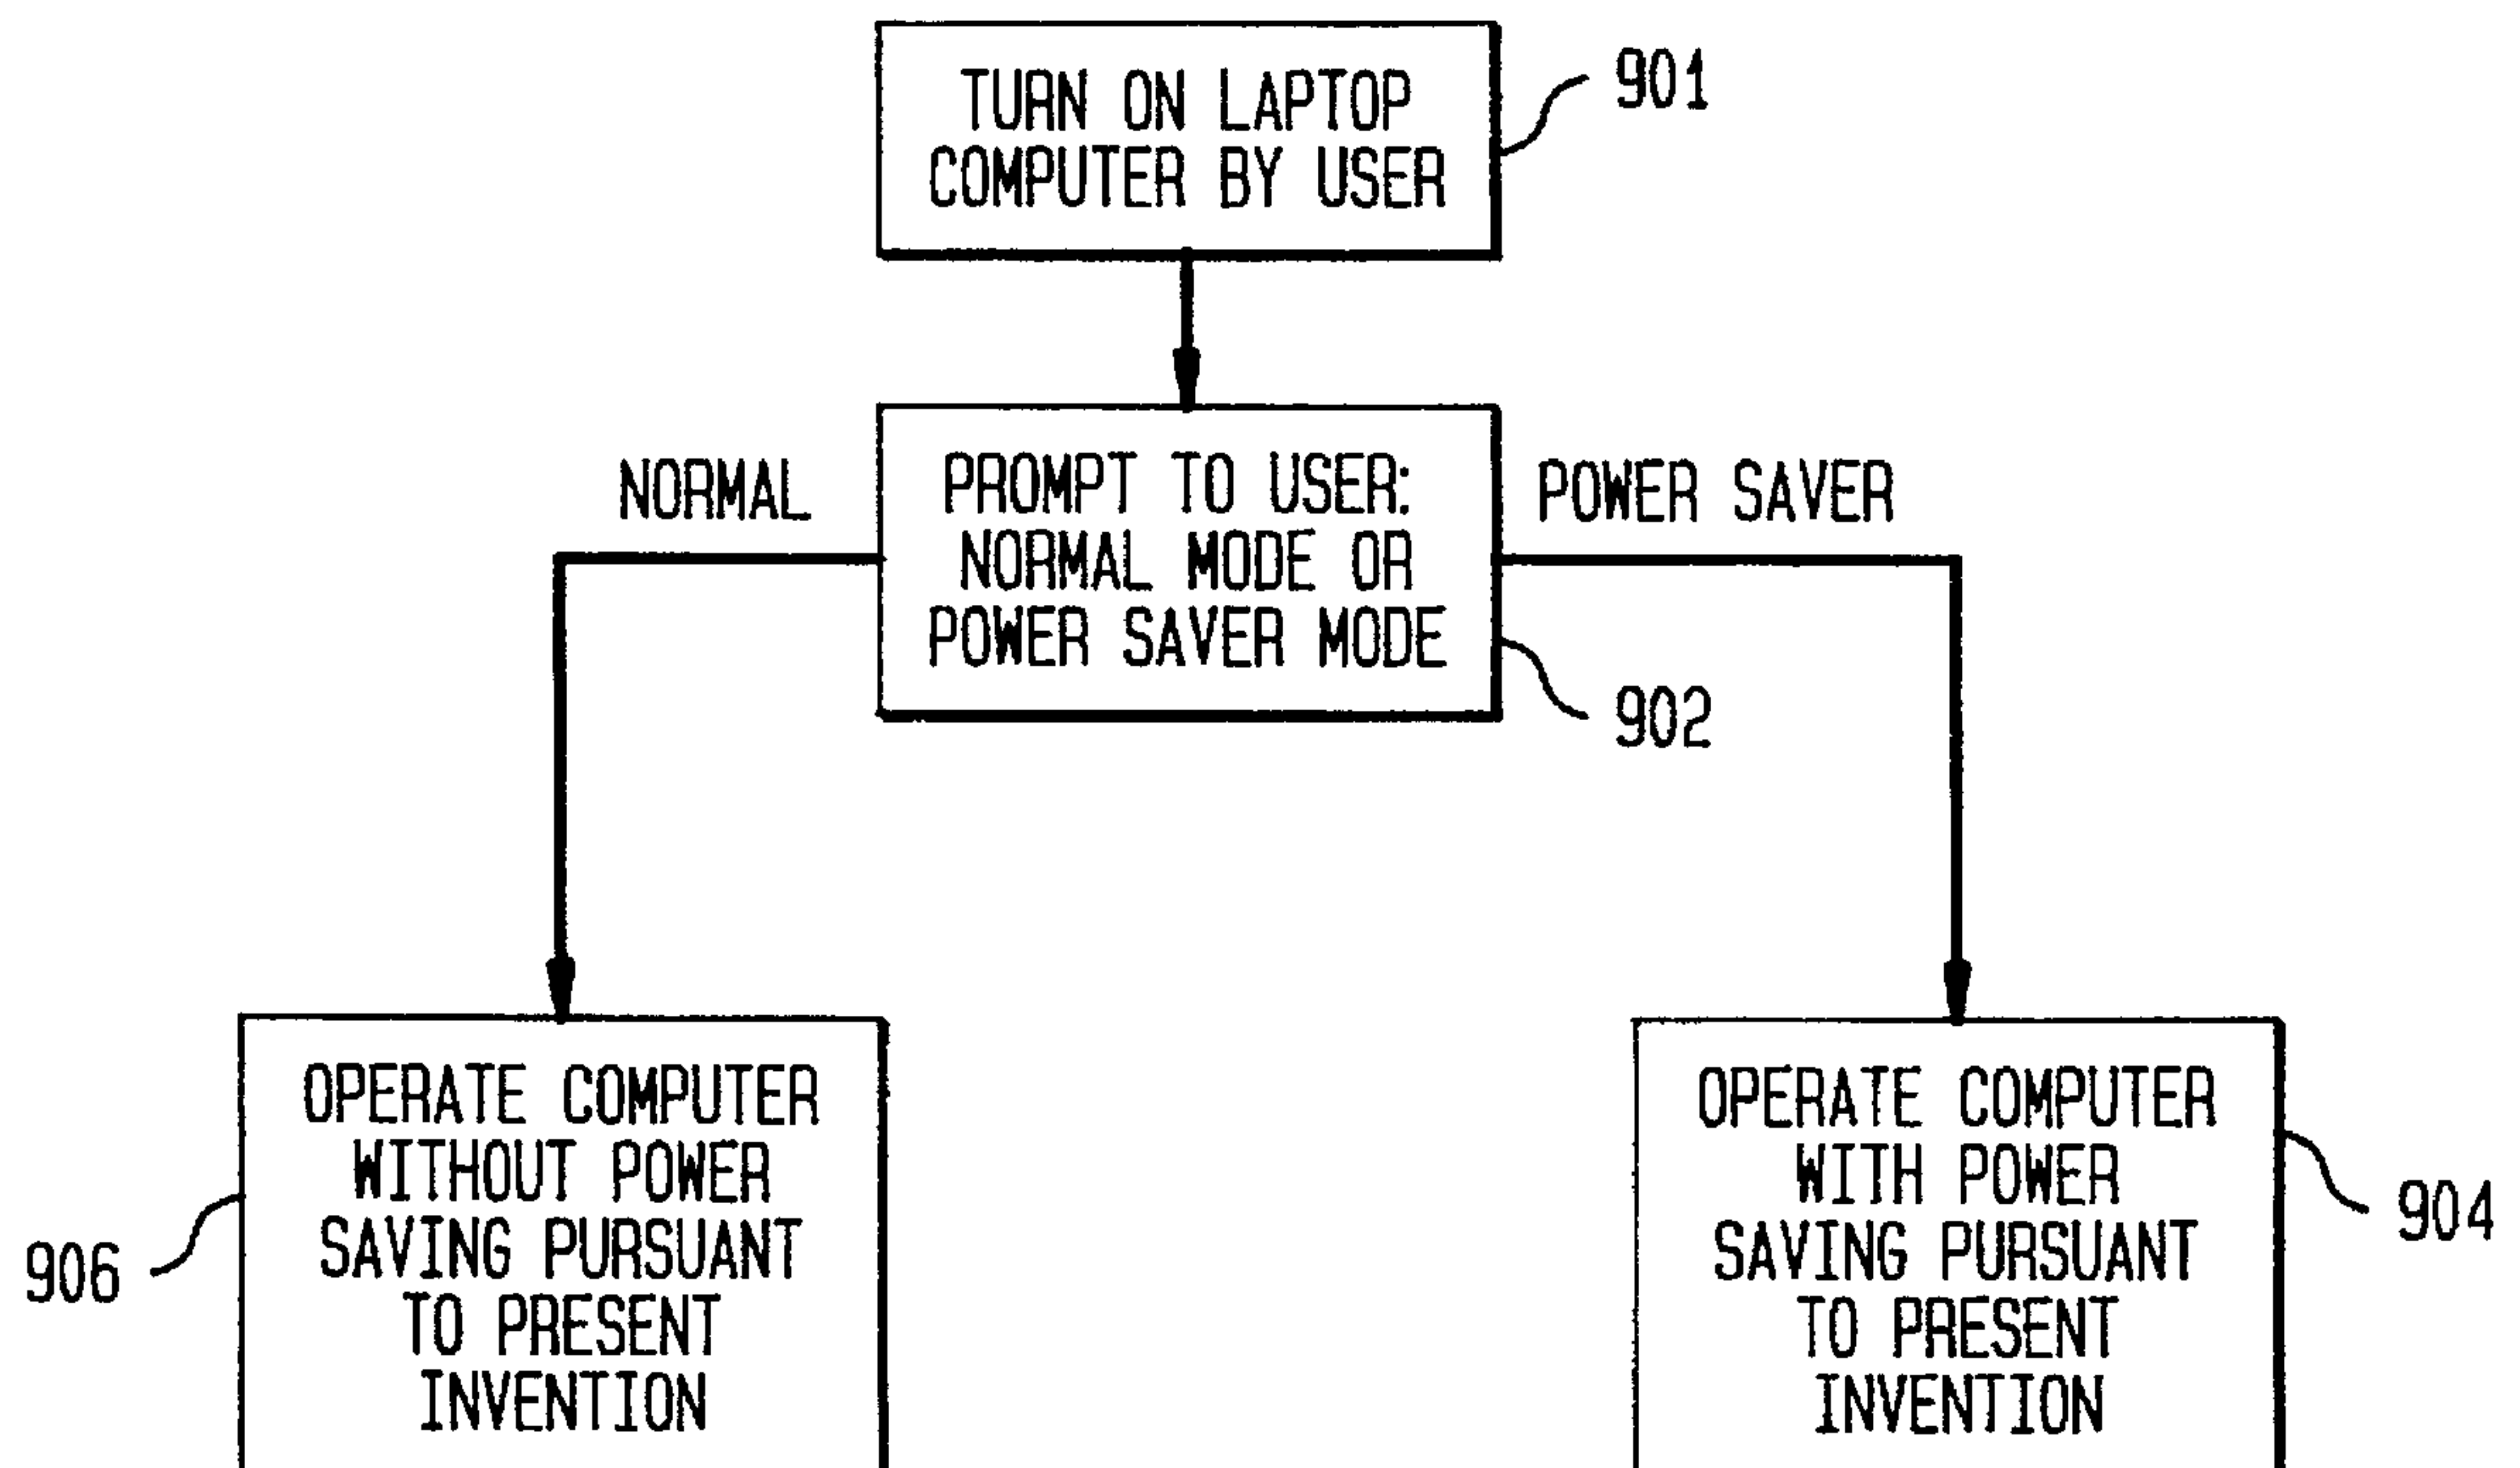 TURN ON LAPTOP
COMPUTER BY USER
901
NORMAL
PROMPT TO USER:
NORMAL MODE OR
POWER SAVER MODE
POWER SAVER
902
OPERATE COMPUTER
WITHOUT POWER
SAVING PURSUANT
TO PRESENT
INVENTION
906
OPERATE COMPUTER
WITH POWER
SAVING PURSUANT
TO PRESENT
INVENTION
904